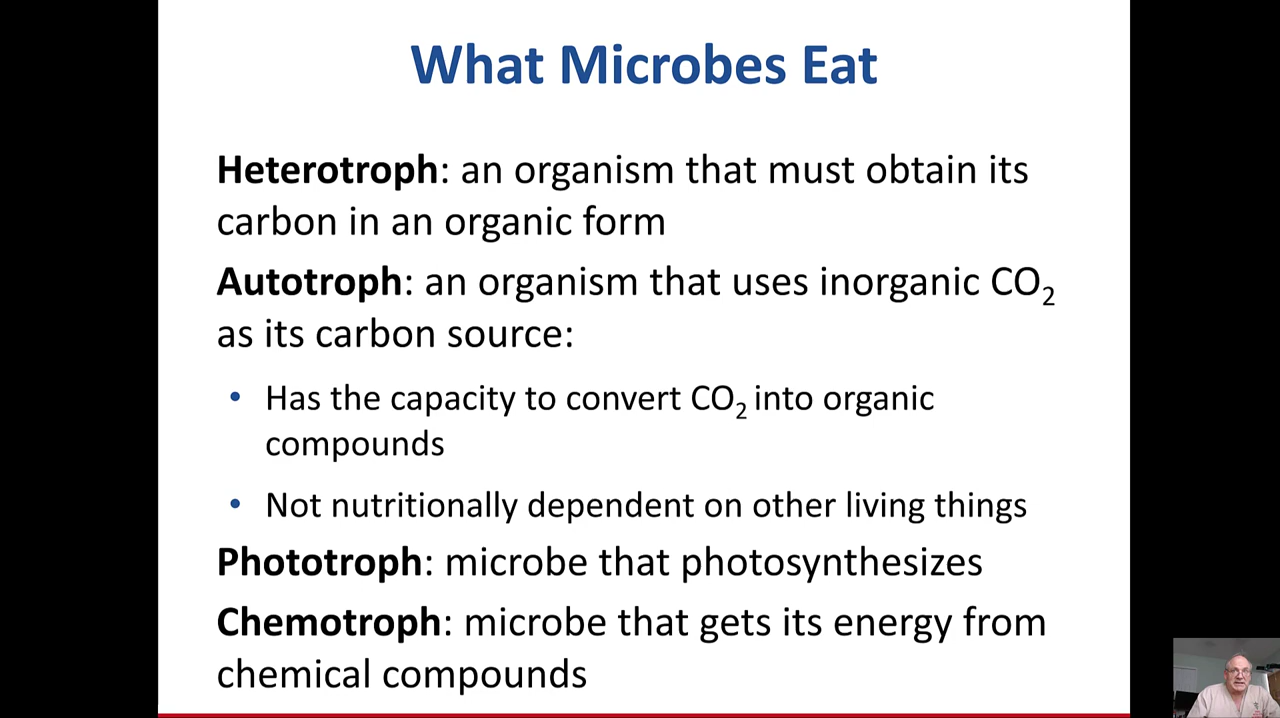 What Microbes Eat
Heterotroph: an organism that must obtain its
carbon in an organic form
Autotroph: an organism that uses inorganic CO₂
as its carbon source:
• Has the capacity to convert CO₂ into organic
compounds
• Not nutritionally dependent on other living things
Phototroph: microbe that photosynthesizes
Chemotroph: microbe that gets its energy from
chemical compounds